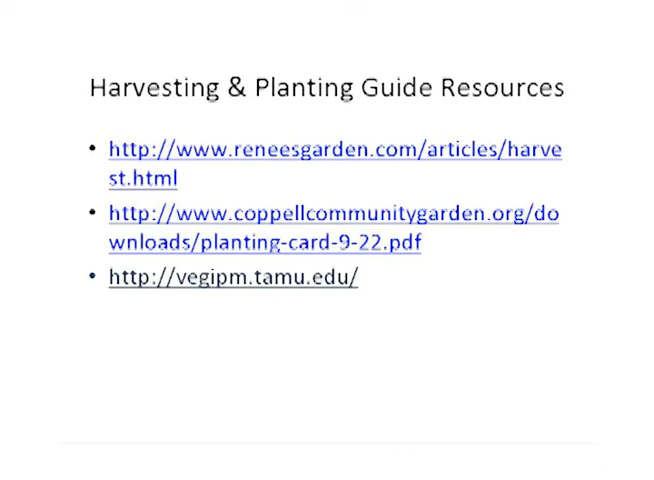 Harvesting & Planting Guide Resources
• http://www.reneesgarden.com/articles/harve
st.html
• http://www.coppellcommunitygarden.org/do
wnloads/planting-card-9-22.pdf
• http://vegipm.tamu.edu/